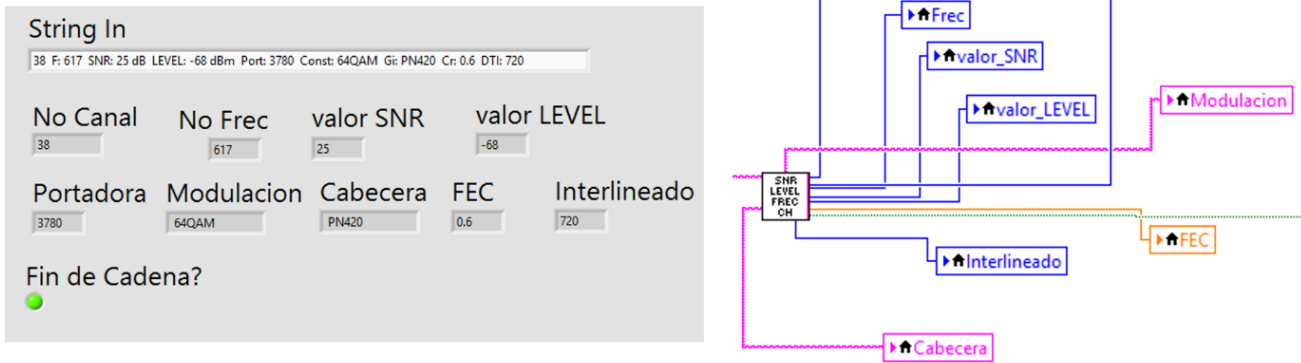 String In
38 F: 617 SNR: 25 dB LEVEL: -68 dBm Port: 3780 Const: 64QAM Gi: PN420 Cr: 0.6 DTI: 720
No Canal No Frec valor SNR valor LEVEL
38 617 25 -68
Portadora Modulacion Cabecera FEC Interlineado
3780 64QAM PN420 0.6 720
Fin de Cadena?
Frec
valor_SNR
valor_LEVEL
Modulacion
SNR
LEVEL
FREC
CH
FEC
Interlineado
Cabecera